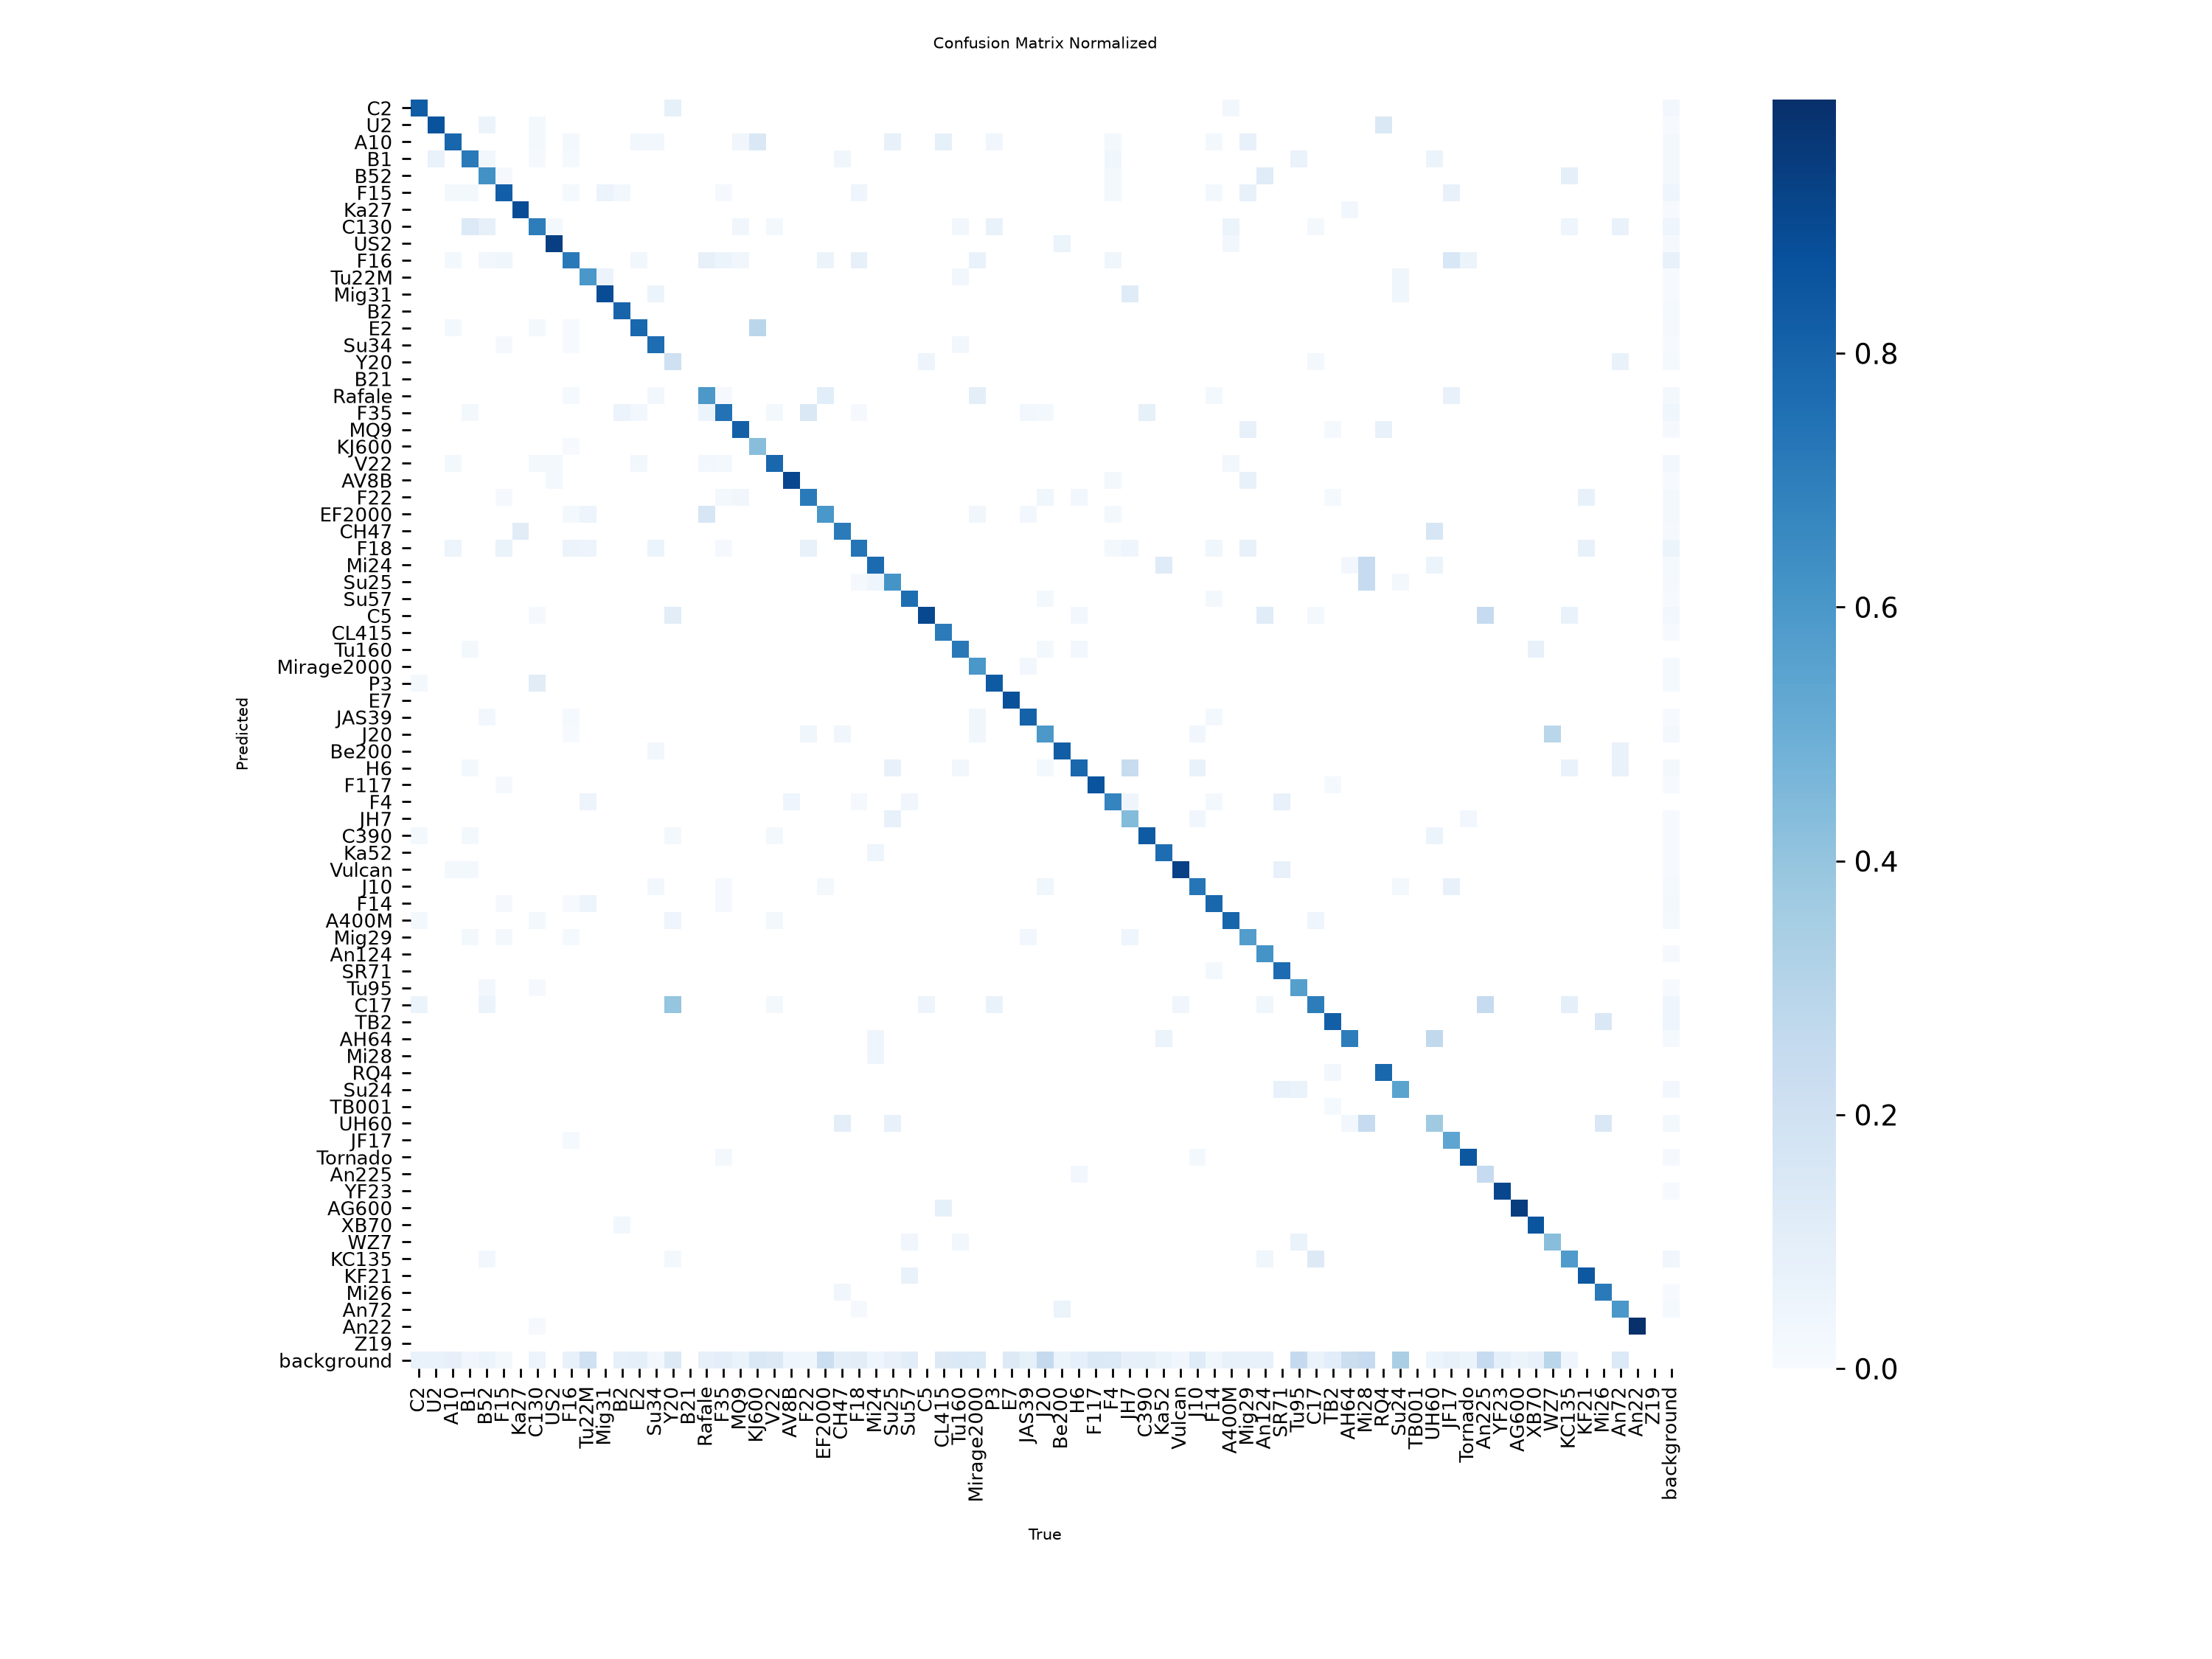 Confusion Matrix Normalized
C2
U2
A10
B1
B52
F15
Ka27
C130
US2
F16
Tu22M
Mig31
B2
E2
Su34
Y20
B21
Rafale
F35
MQ9
KJ600
V22
AV8B
F22
EF2000
CH47
F18
Mi24
Su25
Su57
C5
CL415
Tu160
Mirage2000
P3
E7
JAS39
J20
Be200
H6
F117
F4
JH7
C390
Ka52
Vulcan
J10
F14
A400M
Mig29
An124
SR71
Tu95
C17
TB2
AH64
Mi28
RQ4
Su24
TB001
UH60
JF17
Tornado
An225
YF23
AG600
XB70
WZ7
KC135
KF21
Mi26
An72
An22
Z19
background
Predicted
C2
U2
A10
B1
B52
F15
Ka27
C130
US2
F16
Tu22M
Mig31
B2
E2
Su34
Y20
B21
Rafale
F35
MQ9
KJ600
V22
AV8B
F22
EF2000
CH47
F18
Mi24
Su25
Su57
C5
CL415
Tu160
Mirage2000
P3
E7
JAS39
J20
Be200
H6
F117
F4
JH7
C390
Ka52
Vulcan
J10
F14
A400M
Mig29
An124
SR71
Tu95
C17
TB2
AH64
Mi28
RQ4
Su24
TB001
UH60
JF17
Tornado
An225
YF23
AG600
XB70
WZ7
KC135
KF21
Mi26
An72
An22
Z19
background
True
0.8
0.6
0.4
0.2
0.0